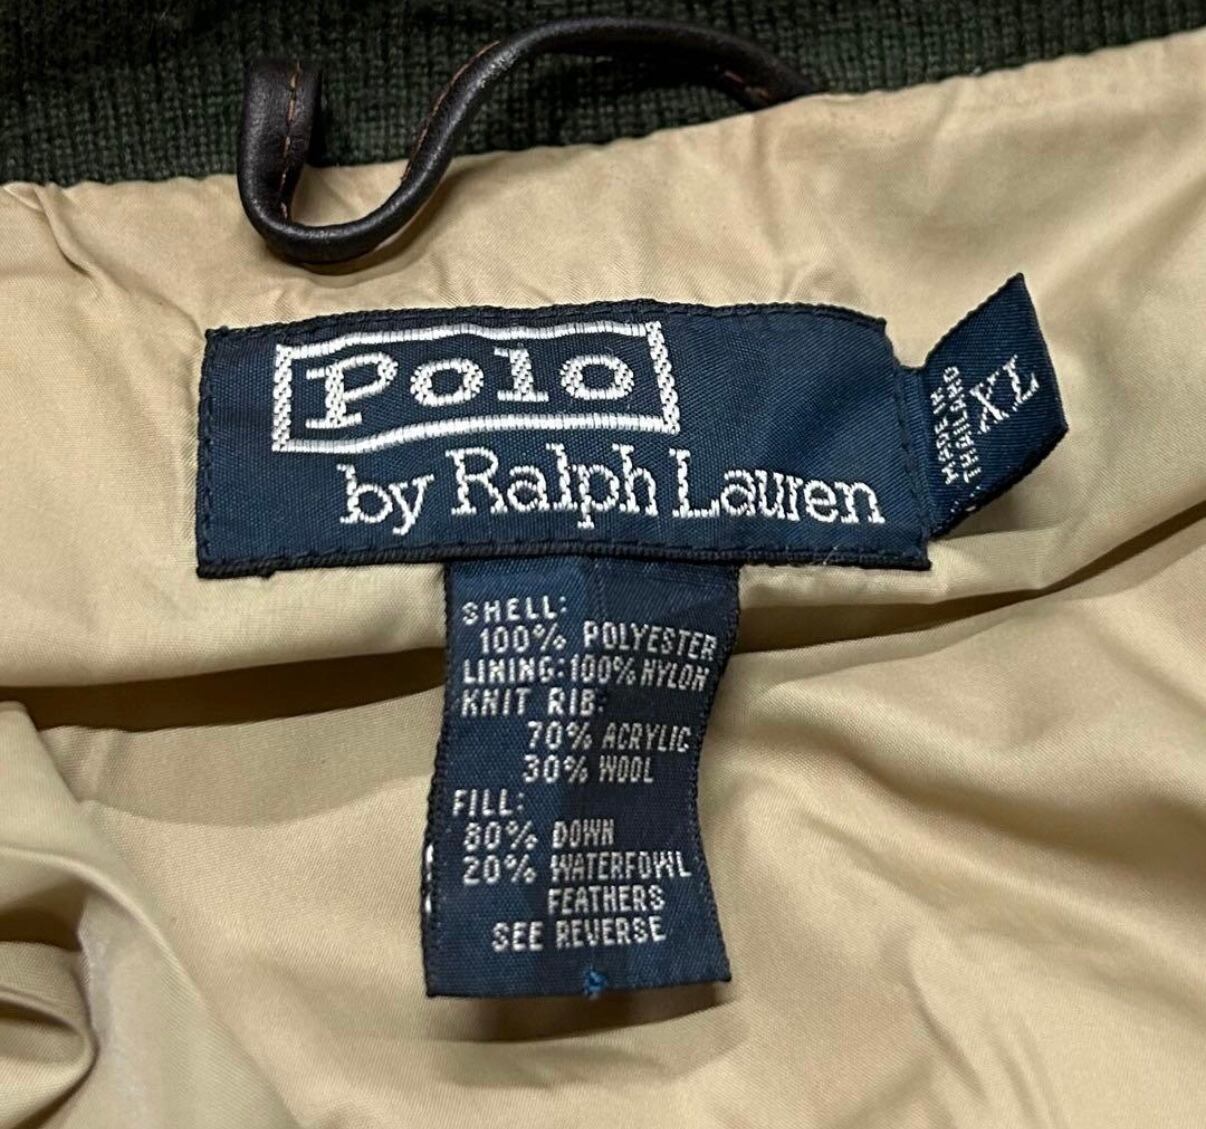 Polo
by Ralph Lauren
XL
MADE IN
THAILAND
SHELL:
100% POLYESTER
LINING:100% NYLON
KNIT RIB:
70% ACRYLIC
30% WOOL
FILL:
80% DOWN
20% WATERFOWL
FEATHERS
SEE REVERSE